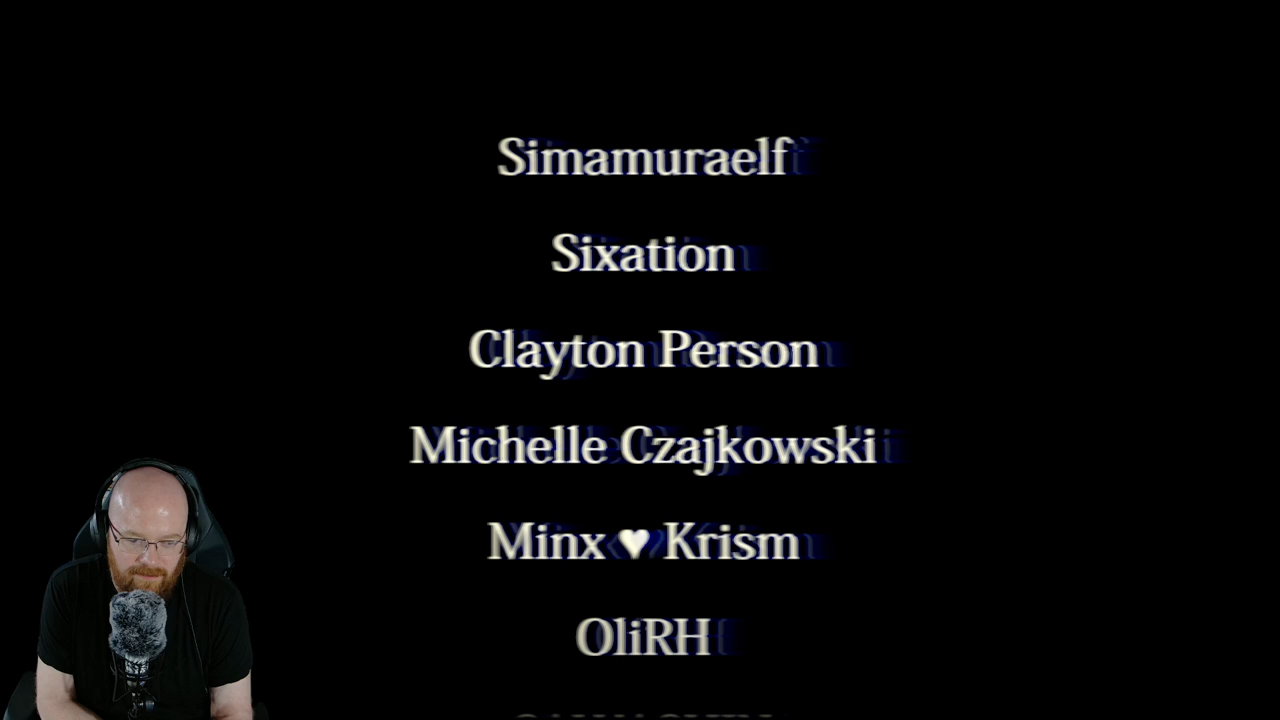 Simamuraelf
Sixation
Clayton Person
Michelle Czajkowski
Minx ♥ Krism
OliRH